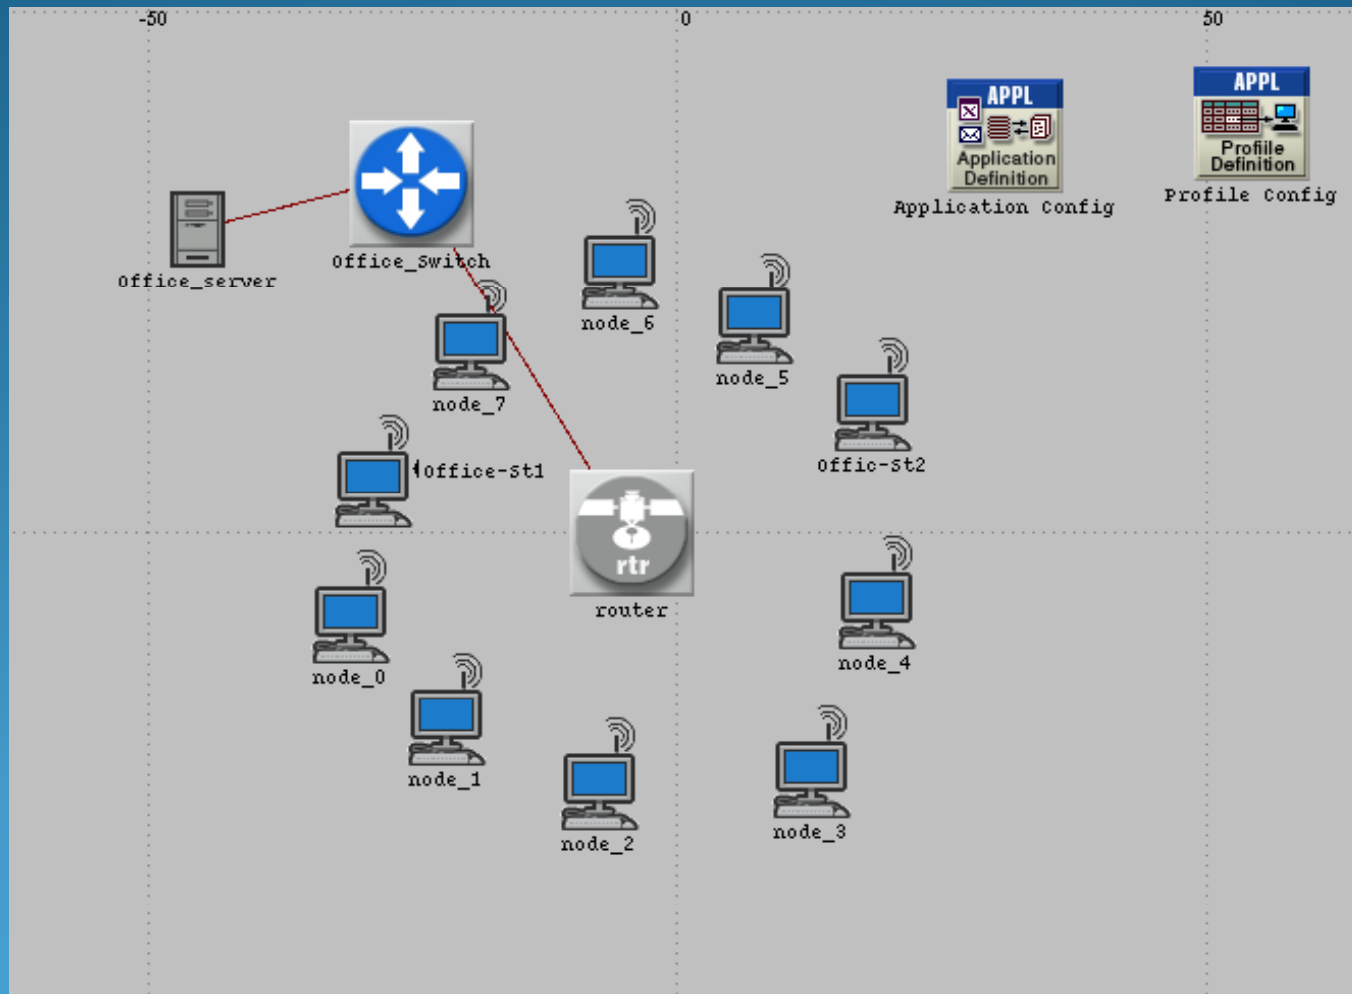 -50
0
50
APPL
Application
Definition
Application Config
APPL
Profiile
Definition
Profile Config
Office_Switch
Office_server
node_6
node_5
node_7
Offic-St2
Office-St1
rtr
router
node_0
node_4
node_1
node_2
node_3